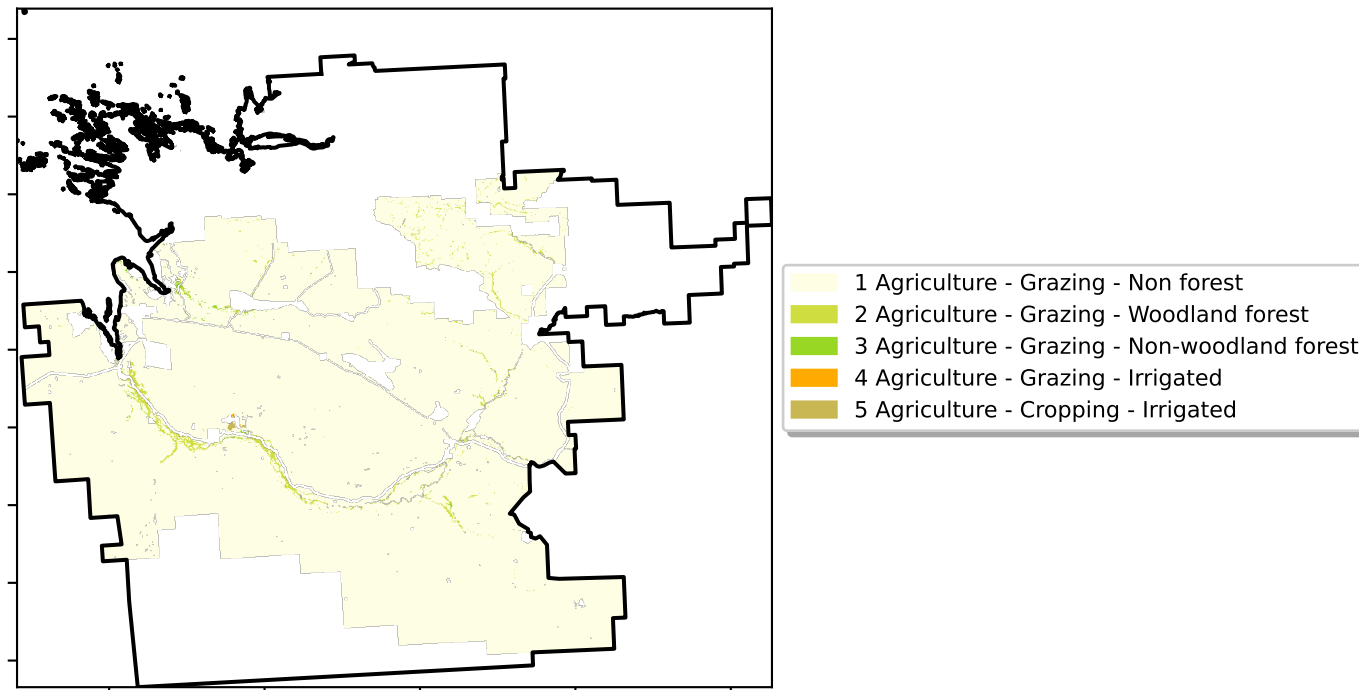 1 Agriculture - Grazing - Non forest
2 Agriculture - Grazing - Woodland forest
3 Agriculture - Grazing - Non-woodland forest
4 Agriculture - Grazing - Irrigated
5 Agriculture - Cropping - Irrigated